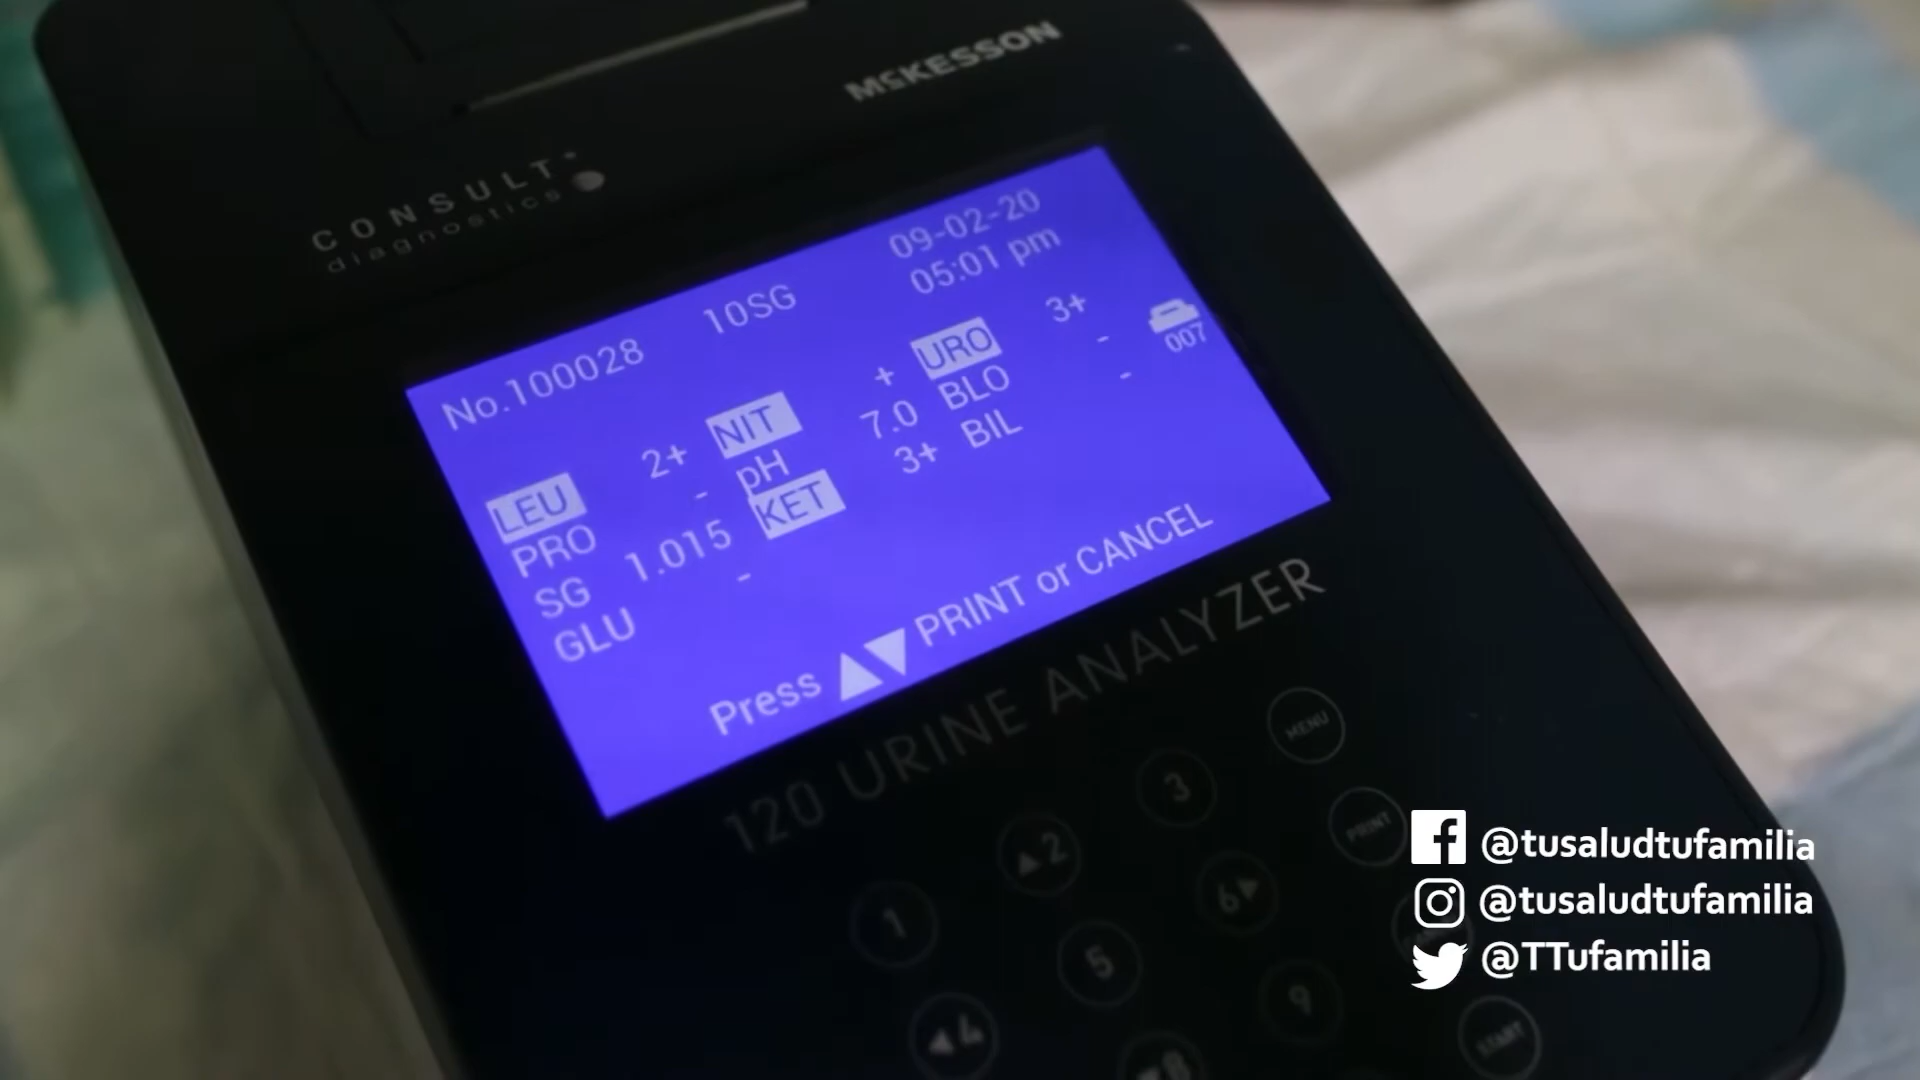 McKESSON
CONSULT
diagnostics
09-02-20
05:01 pm
No.100028 10SG
LEU 2+ NIT + URO 3+
PRO - pH 7.0 BLO -
SG 1.015 KET 3+ BIL -
GLU -
007
Press ▲▼ PRINT or CANCEL
120 URINE ANALYZER
1 ▲2 3 MENU
◀4 5 6▶ PRINT
9 START
@tusaludtufamilia
@tusaludtufamilia
@TTufamilia